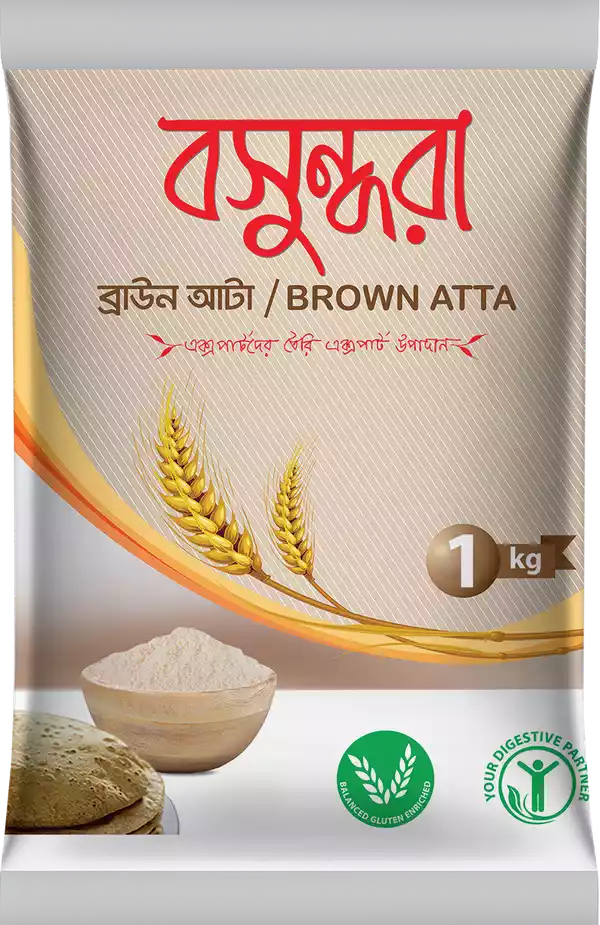 বসুন্ধরা
ব্রাউন আটা / BROWN ATTA
এক্সপার্টদের তৈরি এক্সপার্ট উপাদান
1 kg
BALANCED GLUTEN ENRICHED
YOUR DIGESTIVE PARTNER